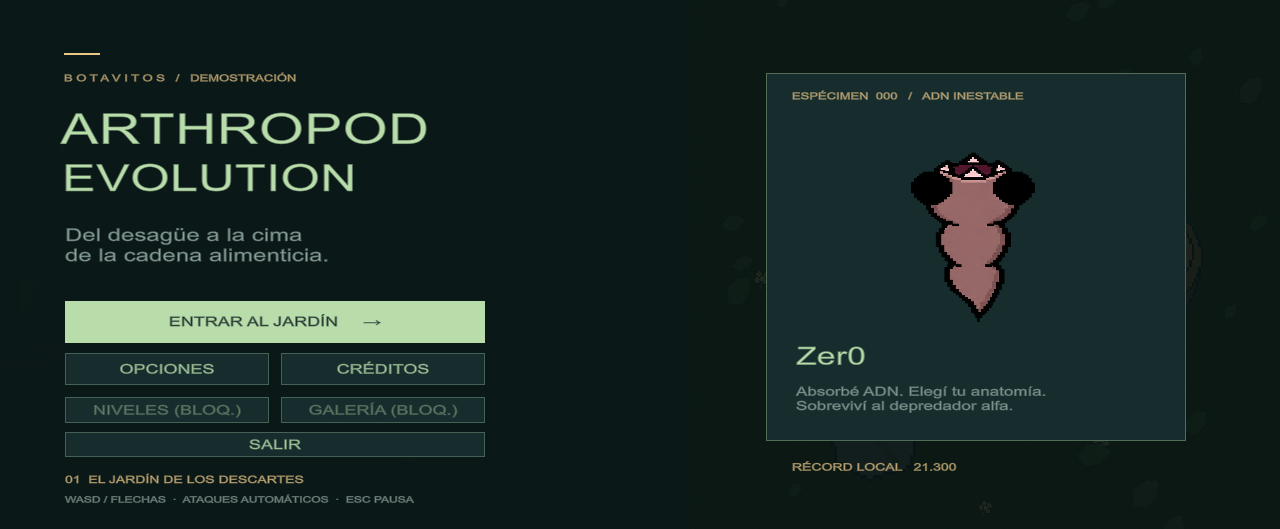 BOTAVITOS / DEMOSTRACIÓN
ARTHROPOD
EVOLUTION
Del desagüe a la cima
de la cadena alimenticia.
ENTRAR AL JARDÍN →
OPCIONES
CRÉDITOS
NIVELES (BLOQ.)
GALERÍA (BLOQ.)
SALIR
01 EL JARDÍN DE LOS DESCARTES
WASD / FLECHAS · ATAQUES AUTOMÁTICOS · ESC PAUSA
ESPÉCIMEN 000 / ADN INESTABLE
Zer0
Absorbé ADN. Elegí tu anatomía.
Sobreviví al depredador alfa.
RÉCORD LOCAL 21.300